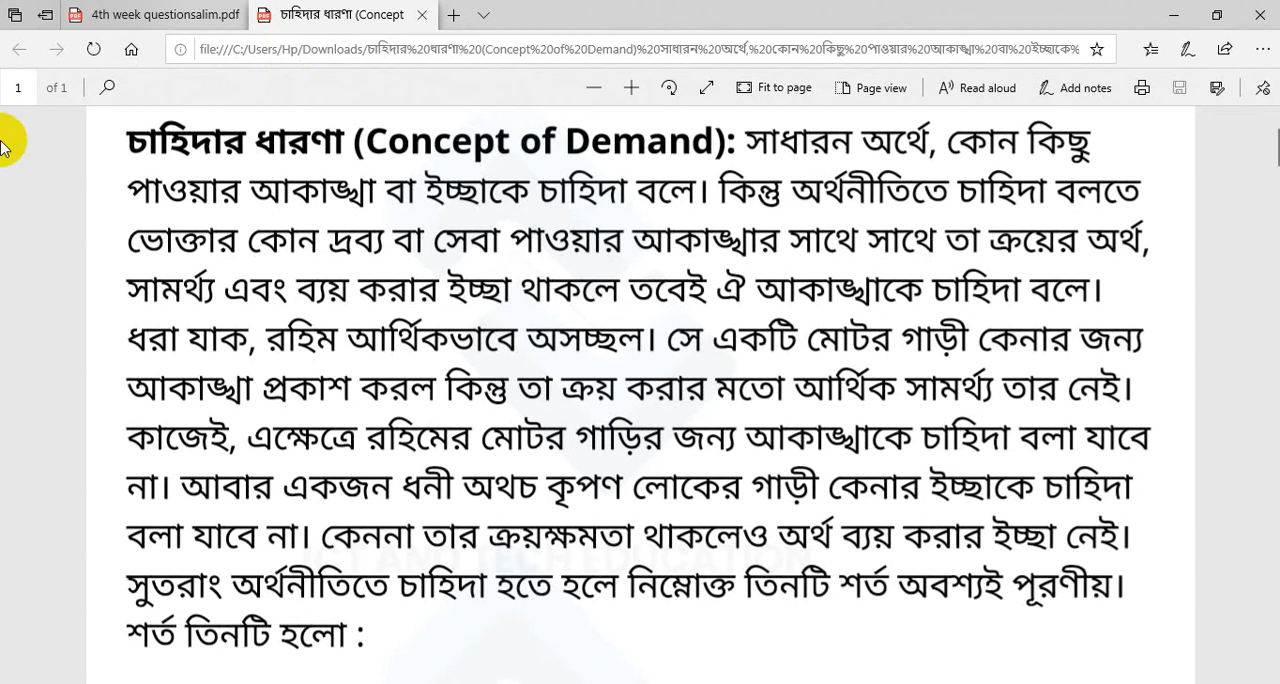 4th week questionsalim.pdf
চাহিদার ধারণা (Concept
file:///C:/Users/Hp/Downloads/চাহিদার%20ধারণা%20(Concept%20of%20Demand)%20সাধারন%20অর্থে,%20কোন%20কিছু%20পাওয়ার%20আকাঙ্খা%20বা%20ইচ্ছাকে%
1 of 1 Fit to page Page view Read aloud Add notes
চাহিদার ধারণা (Concept of Demand): সাধারন অর্থে, কোন কিছু
পাওয়ার আকাঙ্খা বা ইচ্ছাকে চাহিদা বলে। কিন্তু অর্থনীতিতে চাহিদা বলতে
ভোক্তার কোন দ্রব্য বা সেবা পাওয়ার আকাঙ্খার সাথে সাথে তা ক্রয়ের অর্থ,
সামর্থ্য এবং ব্যয় করার ইচ্ছা থাকলে তবেই ঐ আকাঙ্খাকে চাহিদা বলে।
ধরা যাক, রহিম আর্থিকভাবে অসচ্ছল। সে একটি মোটর গাড়ী কেনার জন্য
আকাঙ্খা প্রকাশ করল কিন্তু তা ক্রয় করার মতো আর্থিক সামর্থ্য তার নেই।
কাজেই, এক্ষেত্রে রহিমের মোটর গাড়ির জন্য আকাঙ্খাকে চাহিদা বলা যাবে
না। আবার একজন ধনী অথচ কৃপণ লোকের গাড়ী কেনার ইচ্ছাকে চাহিদা
বলা যাবে না। কেননা তার ক্রয়ক্ষমতা থাকলেও অর্থ ব্যয় করার ইচ্ছা নেই।
ICT AND TECH EDUCATION
সুতরাং অর্থনীতিতে চাহিদা হতে হলে নিম্নোক্ত তিনটি শর্ত অবশ্যই পূরণীয়।
শর্ত তিনটি হলো :